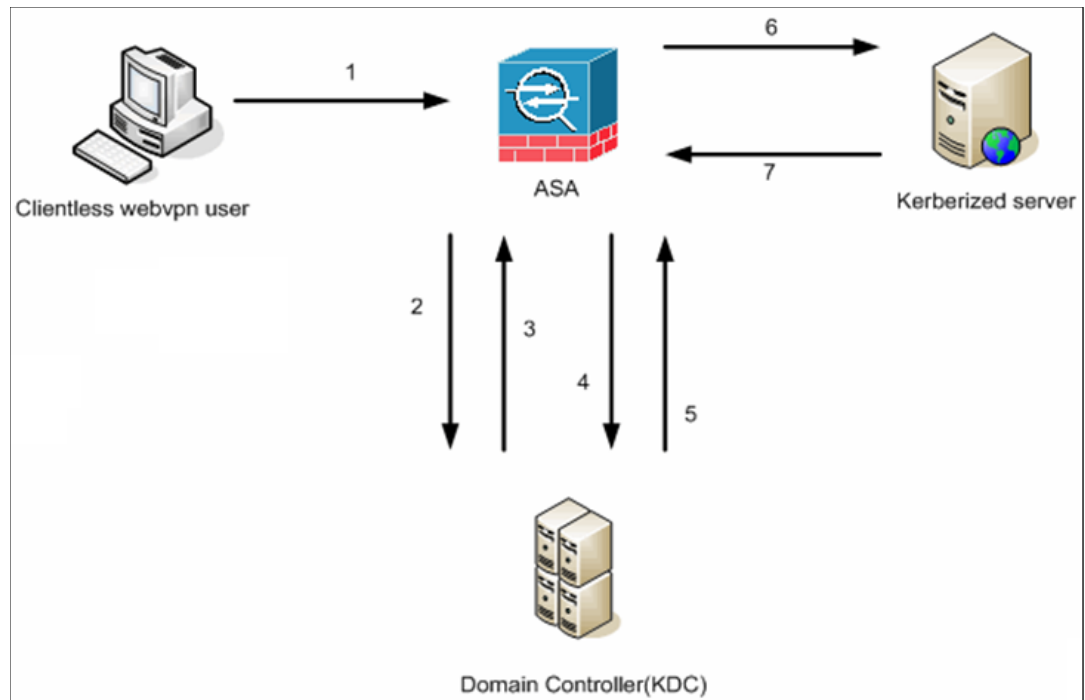 6
1
7
ASA
Clientless webvpn user
Kerberized server
2
3
4
5
Domain Controller(KDC)